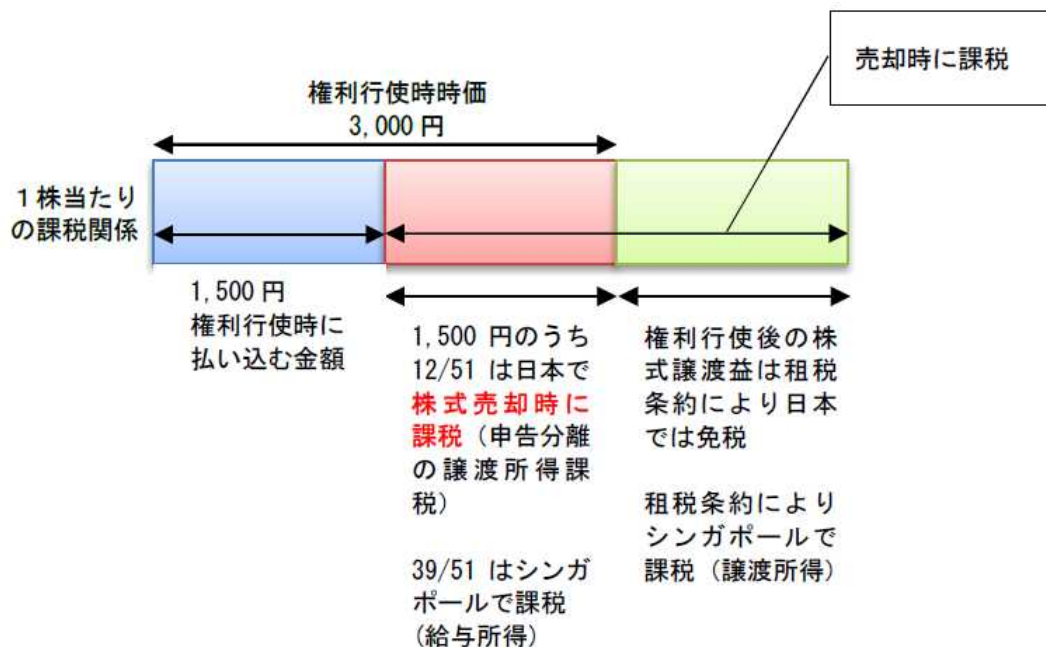 売却時に課税
権利行使時時価
3,000 円
１株当たり
の課税関係
1,500 円
権利行使時に
払い込む金額
1,500 円のうち
12/51 は日本で
株式売却時に
課税（申告分離
の譲渡所得課
税）
39/51 はシンガ
ポールで課税
(給与所得)
権利行使後の株
式譲渡益は租税
条約により日本
では免税
租税条約により
シンガポールで
課税（譲渡所得）